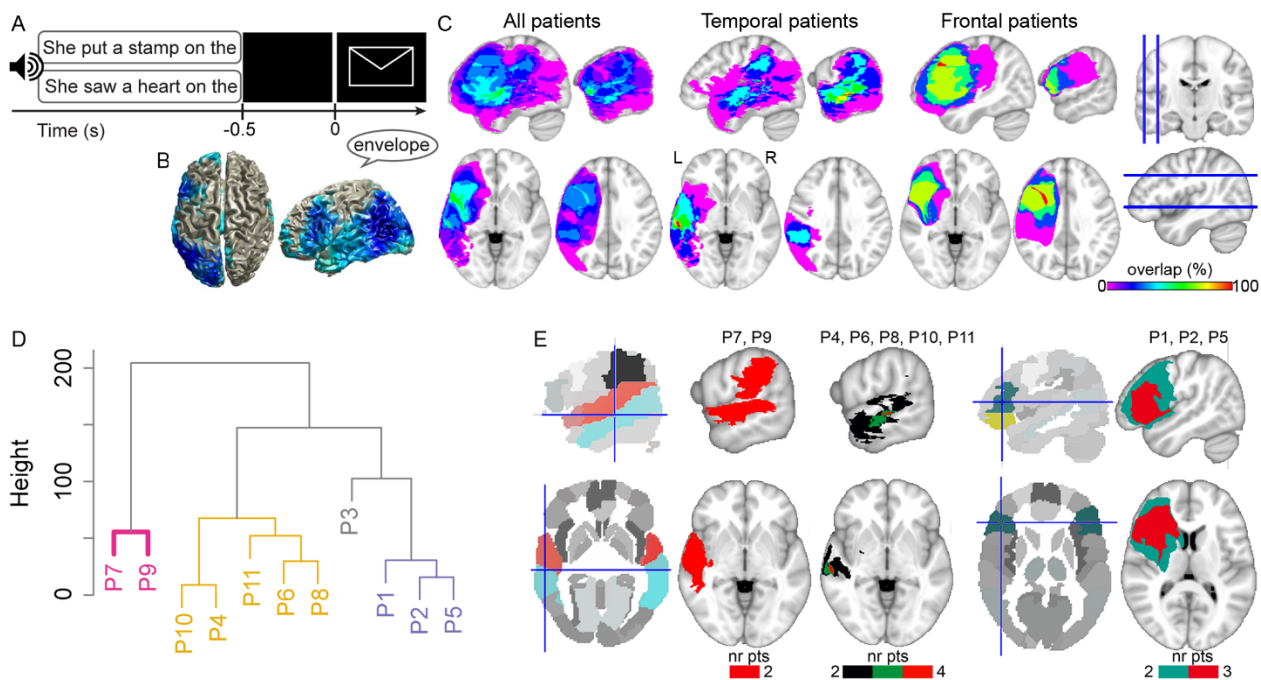 A
She put a stamp on the
She saw a heart on the
Time (s)
-0.5
0
envelope
B
C
All patients
Temporal patients
Frontal patients
L
R
overlap (%)
0
100
D
Height
200
100
0
P7
P9
P10
P4
P11
P6
P8
P3
P1
P2
P5
E
P7, P9
P4, P6, P8, P10, P11
P1, P2, P5
nr pts
2
nr pts
2
4
nr pts
2
3